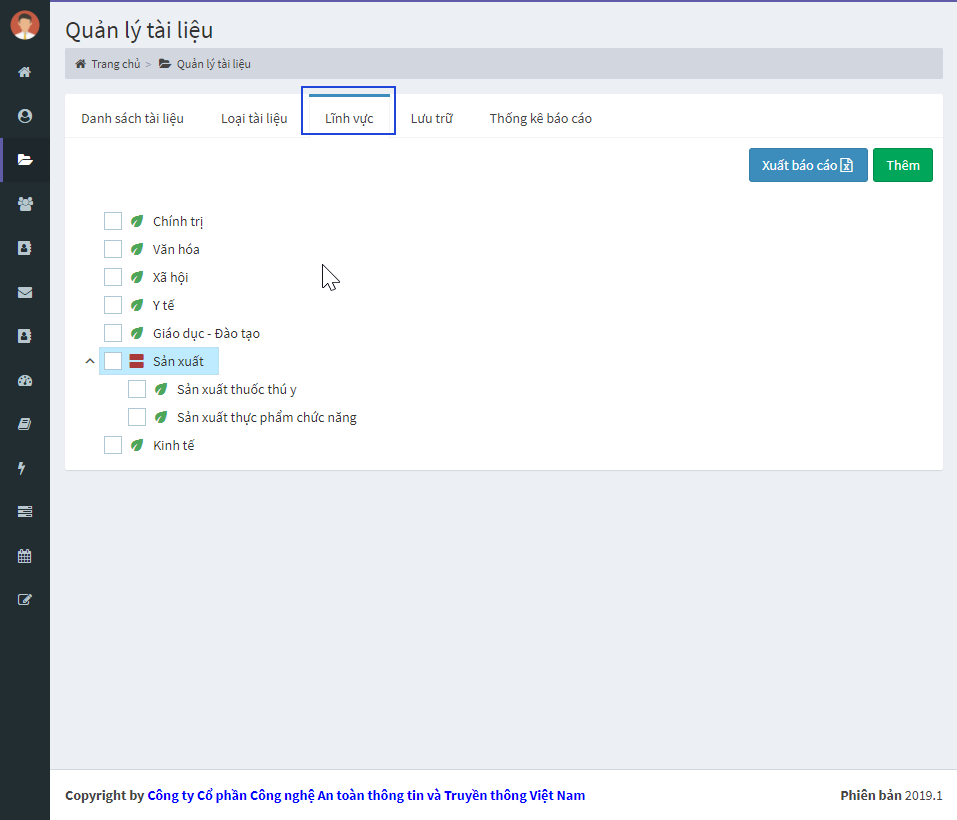 Quản lý tài liệu
Trang chủ > Quản lý tài liệu
Danh sách tài liệu Loại tài liệu Lĩnh vực Lưu trữ Thống kê báo cáo
Xuất báo cáo Thêm
Chính trị
Văn hóa
Xã hội
Y tế
Giáo dục - Đào tạo
Sản xuất
Sản xuất thuốc thú y
Sản xuất thực phẩm chức năng
Kinh tế
Copyright by Công ty Cổ phần Công nghệ An toàn thông tin và Truyền thông Việt Nam Phiên bản 2019.1